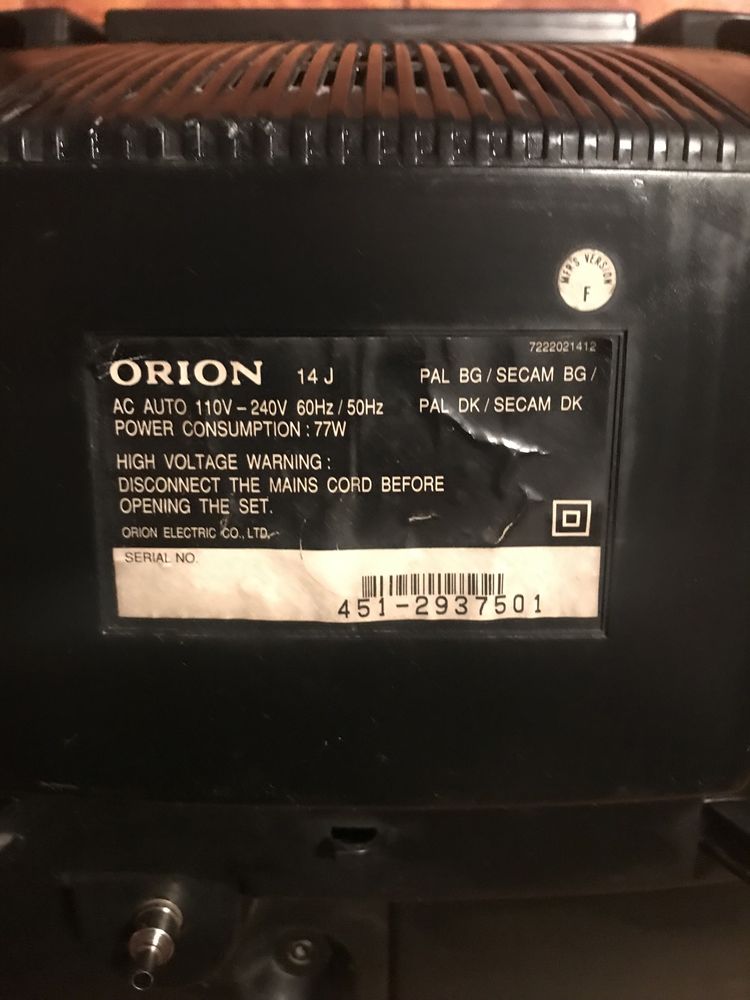 MFR'S VERSION
F
7222021412
ORION 14 J
PAL BG / SECAM BG /
PAL DK / SECAM DK
AC AUTO 110V – 240V 60Hz / 50Hz
POWER CONSUMPTION : 77W
HIGH VOLTAGE WARNING :
DISCONNECT THE MAINS CORD BEFORE
OPENING THE SET.
ORION ELECTRIC CO., LTD.
SERIAL NO.
451-2937501